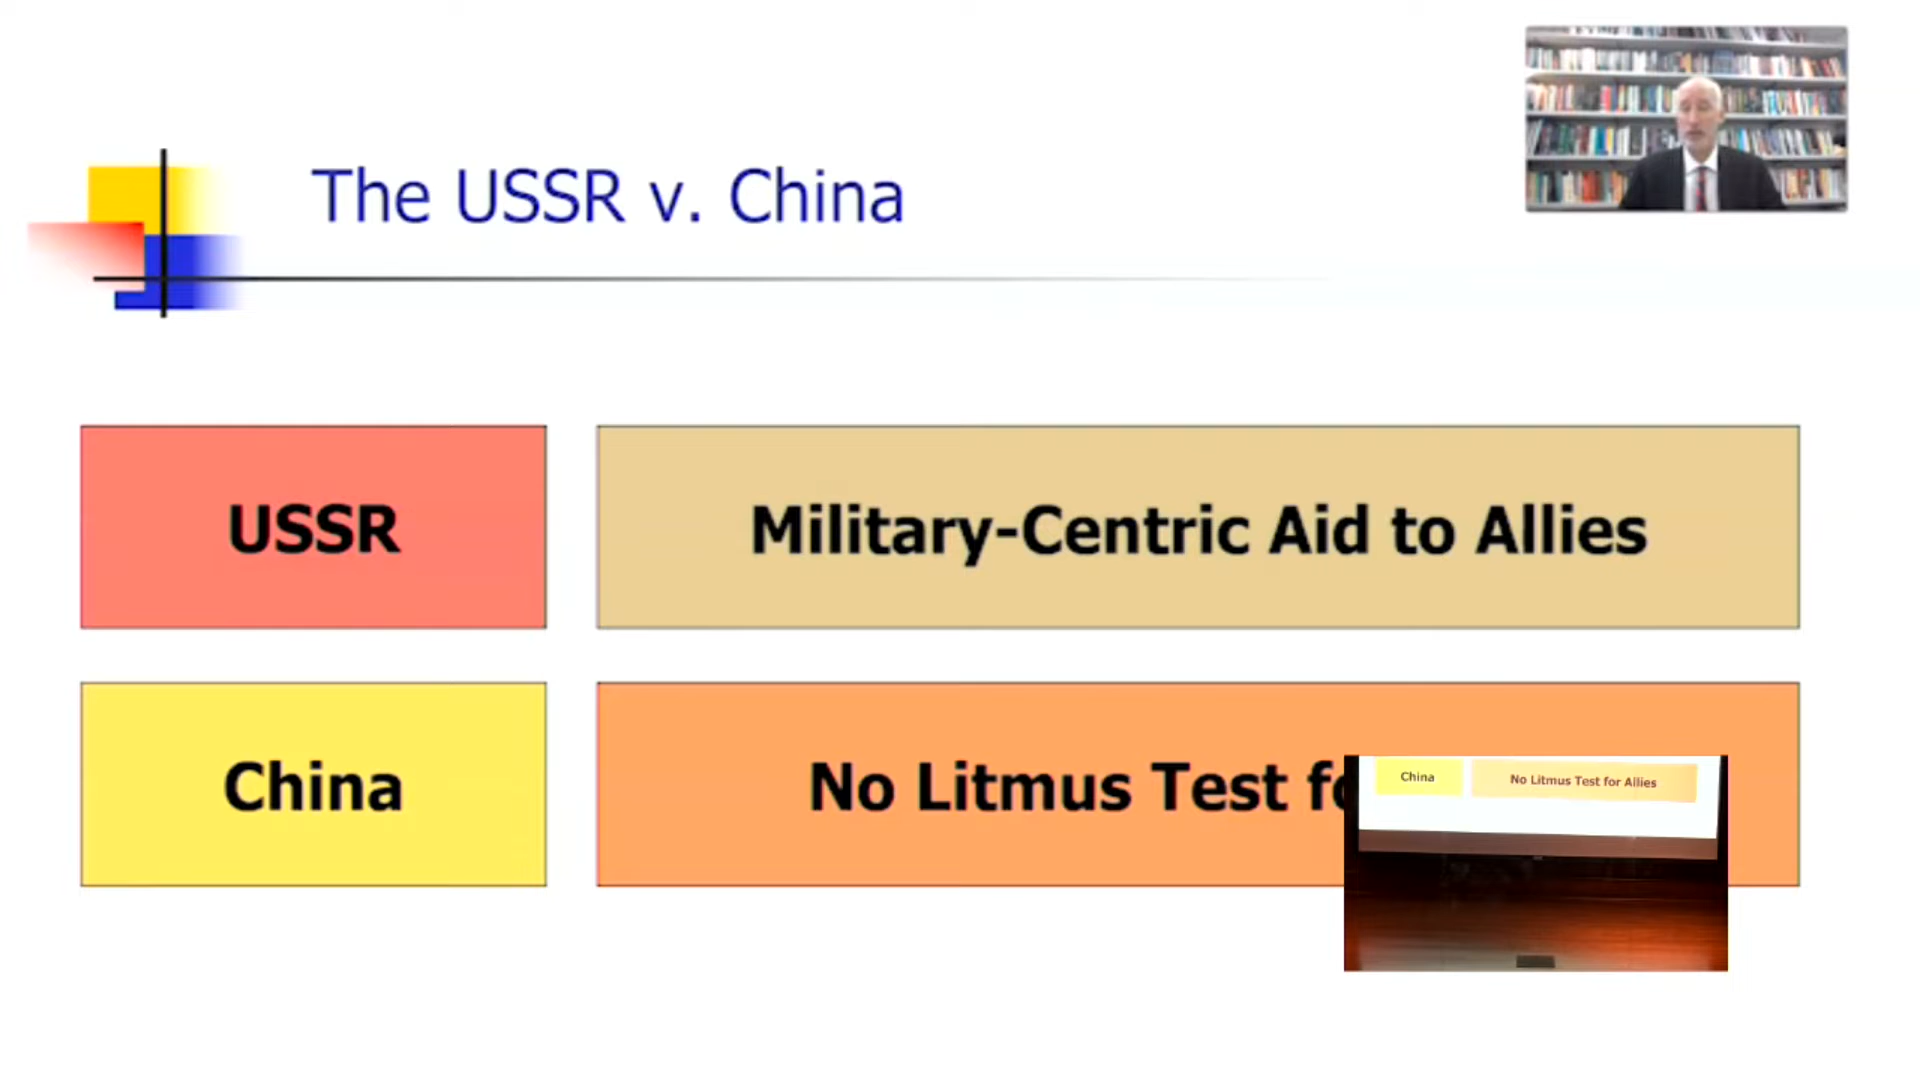 The USSR v. China
USSR
Military-Centric Aid to Allies
China
No Litmus Test fo
China
No Litmus Test for Allies